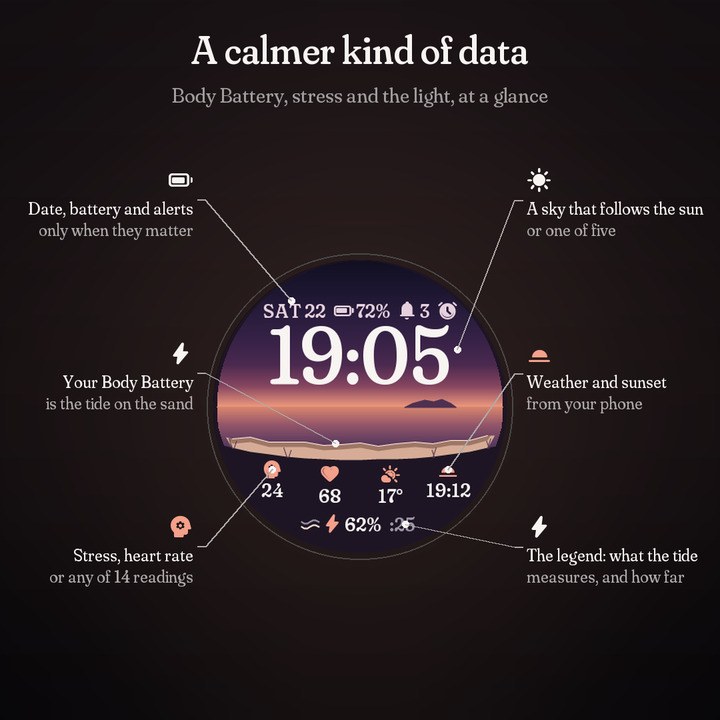 A calmer kind of data
Body Battery, stress and the light, at a glance
Date, battery and alerts
only when they matter
A sky that follows the sun
or one of five
SAT 22 72% 3
19:05
Your Body Battery
is the tide on the sand
Weather and sunset
from your phone
24 68 17° 19:12
62% :25
Stress, heart rate
or any of 14 readings
The legend: what the tide
measures, and how far